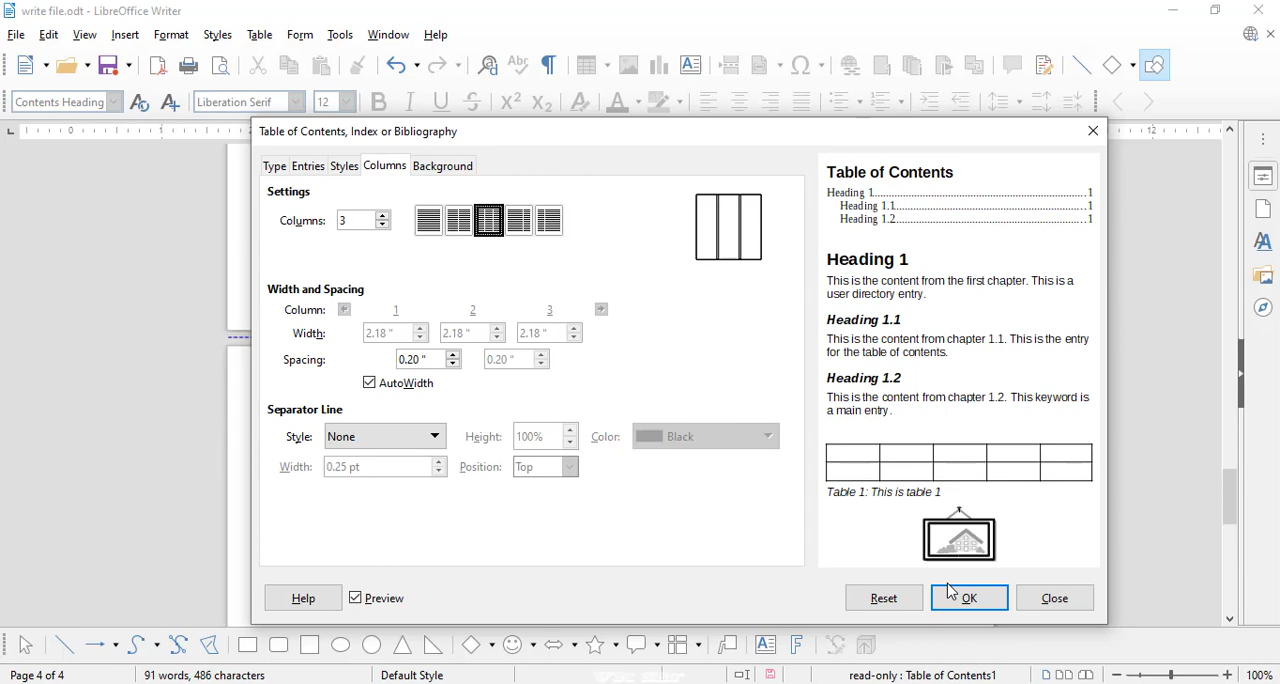 write file.odt - LibreOffice Writer
File Edit View Insert Format Styles Table Form Tools Window Help
Contents Heading Liberation Serif 12
Table of Contents, Index or Bibliography
Type Entries Styles Columns Background
Settings
Columns: 3
Width and Spacing
Column: 1 2 3
Width: 2.18 " 2.18 " 2.18 "
Spacing: 0.20 " 0.20 "
AutoWidth
Separator Line
Style: None Height: 100% Color: Black
Width: 0.25 pt Position: Top
Table of Contents
Heading 1 1
Heading 1.1 1
Heading 1.2 1
Heading 1
This is the content from the first chapter. This is a
user directory entry.
Heading 1.1
This is the content from chapter 1.1. This is the entry
for the table of contents.
Heading 1.2
This is the content from chapter 1.2. This keyword is
a main entry.
Table 1: This is table 1
Help Preview Reset OK Close
Page 4 of 4 91 words, 486 characters Default Style read-only : Table of Contents1 100%